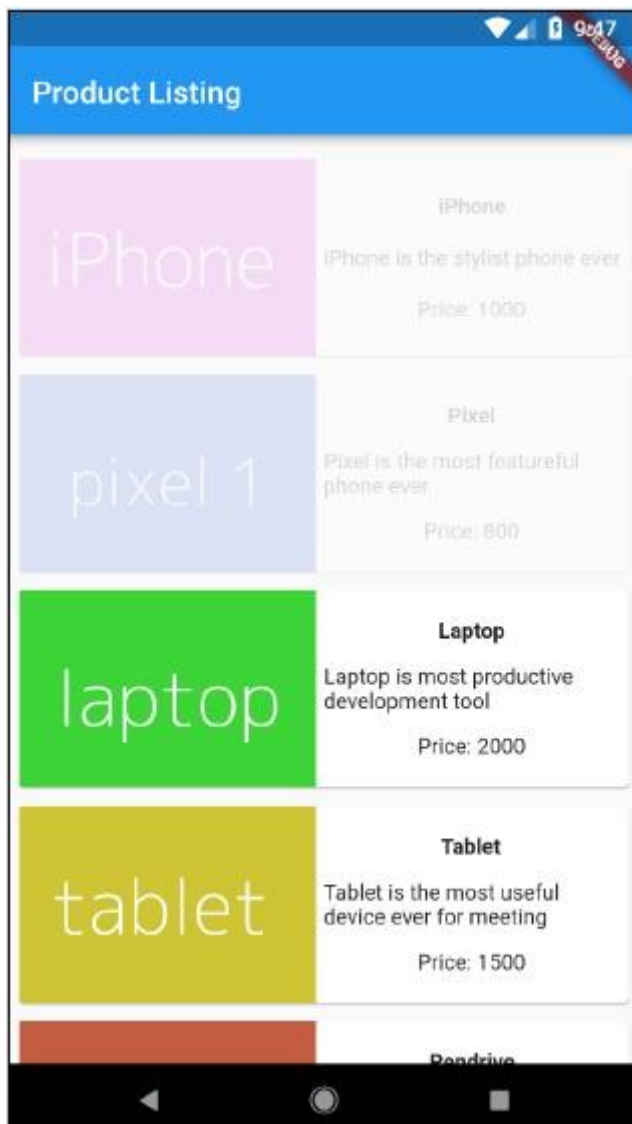 9:47
DEBUG
Product Listing
iPhone
iPhone
iPhone is the stylist phone ever
Price: 1000
pixel 1
Pixel
Pixel is the most featureful
phone ever
Price: 800
laptop
Laptop
Laptop is most productive
development tool
Price: 2000
tablet
Tablet
Tablet is the most useful
device ever for meeting
Price: 1500
Pendrive